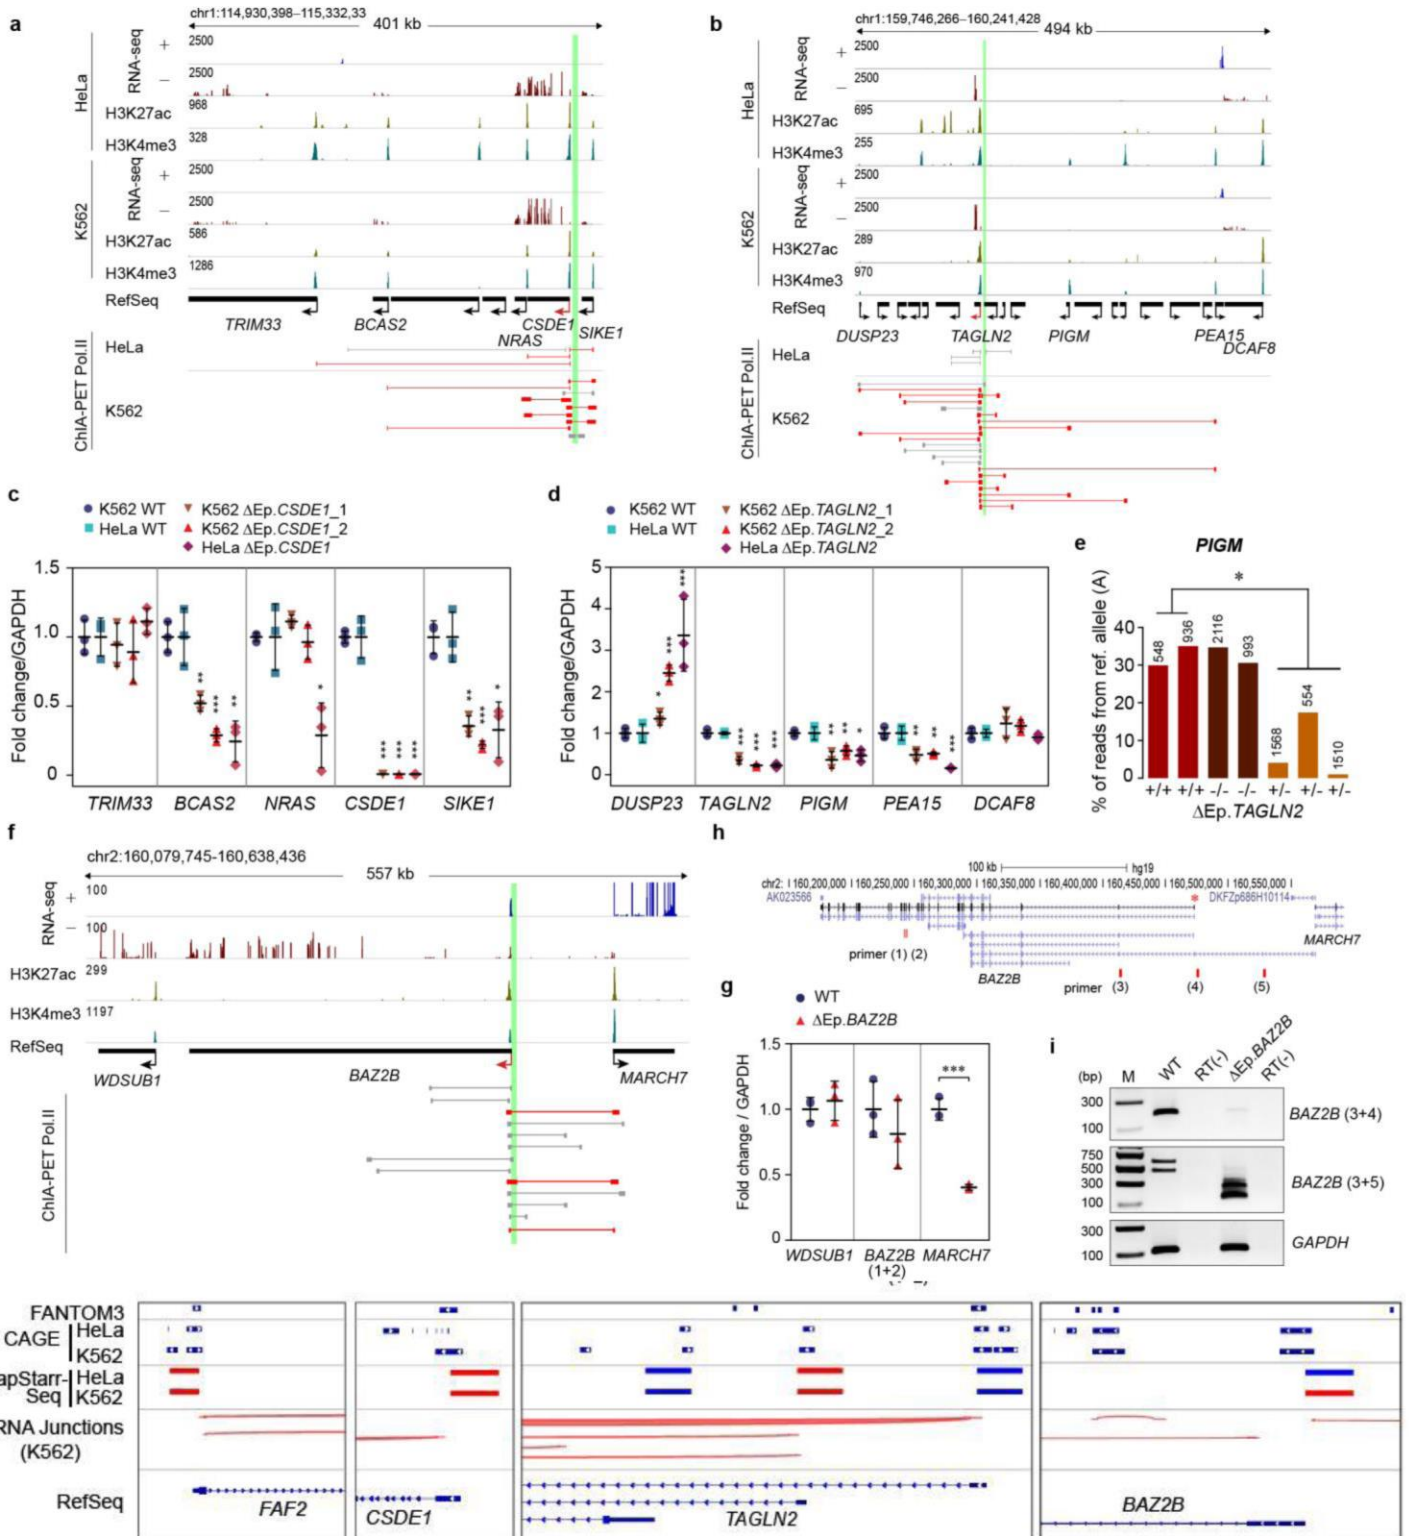 a
chr1:114,930,398–115,332,33
401 kb
HeLa
RNA-seq
+
2500
–
2500
H3K27ac
968
H3K4me3
328
K562
RNA-seq
+
2500
–
2500
H3K27ac
586
H3K4me3
1286
RefSeq
TRIM33
BCAS2
CSDE1
NRAS
SIKE1
ChIA-PET Pol.II
HeLa
K562
b
chr1:159,746,266–160,241,428
494 kb
HeLa
RNA-seq
+
2500
–
2500
H3K27ac
695
H3K4me3
255
K562
RNA-seq
+
2500
–
2500
H3K27ac
289
H3K4me3
970
RefSeq
DUSP23
TAGLN2
PIGM
PEA15
DCAF8
ChIA-PET Pol.II
HeLa
K562
c
K562 WT
HeLa WT
K562 ΔEp.CSDE1_1
K562 ΔEp.CSDE1_2
HeLa ΔEp.CSDE1
Fold change/GAPDH
1.5
1.0
0.5
0
** *** ** * *** *** *** ** *** *
TRIM33 BCAS2 NRAS CSDE1 SIKE1
d
K562 WT
HeLa WT
K562 ΔEp.TAGLN2_1
K562 ΔEp.TAGLN2_2
HeLa ΔEp.TAGLN2
Fold change/GAPDH
5
4
3
2
1
0
* *** *** *** *** *** ** ** * ** ** ***
DUSP23 TAGLN2 PIGM PEA15 DCAF8
e
PIGM
*
% of reads from ref. allele (A)
40
30
20
10
0
548 936 2116 993 1568 554 1510
+/+ +/+ -/- -/- +/- +/- +/-
ΔEp.TAGLN2
f
chr2:160,079,745-160,638,436
557 kb
RNA-seq
+
100
–
100
H3K27ac
299
H3K4me3
1197
RefSeq
WDSUB1
BAZ2B
MARCH7
ChIA-PET Pol.II
h
100 kb
hg19
chr2: 160,200,000 160,250,000 160,300,000 160,350,000 160,400,000 160,450,000 160,500,000 160,550,000
AK023566
*
DKFZp686H10114
MARCH7
primer (1) (2)
BAZ2B
primer (3) (4) (5)
g
WT
ΔEp.BAZ2B
Fold change / GAPDH
1.5
1.0
0.5
0
***
WDSUB1 BAZ2B MARCH7
(1+2)
i
(bp) M WT RT(-) ΔEp.BAZ2B RT(-)
300
100
BAZ2B (3+4)
750
500
300
100
BAZ2B (3+5)
300
100
GAPDH
FANTOM3
CAGE
HeLa
K562
apStarr-
Seq
HeLa
K562
RNA Junctions
(K562)
RefSeq
FAF2
CSDE1
TAGLN2
BAZ2B